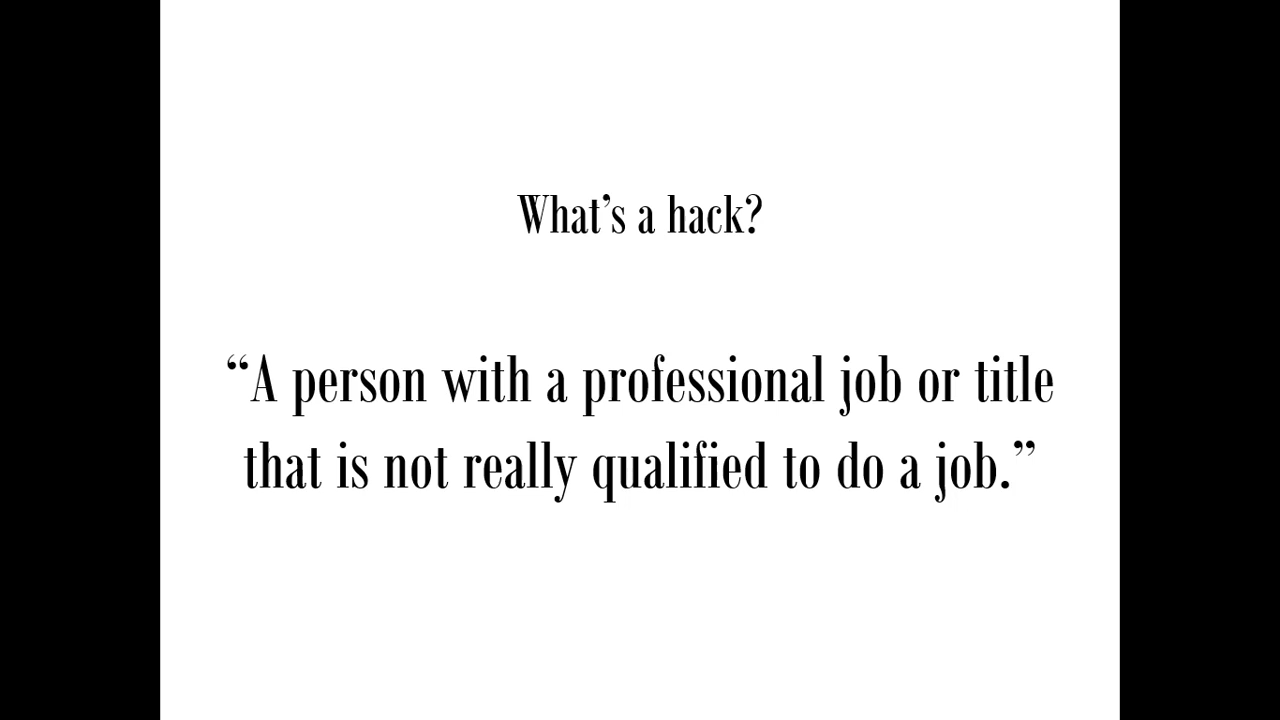 What’s a hack?
“A person with a professional job or title
that is not really qualified to do a job.”